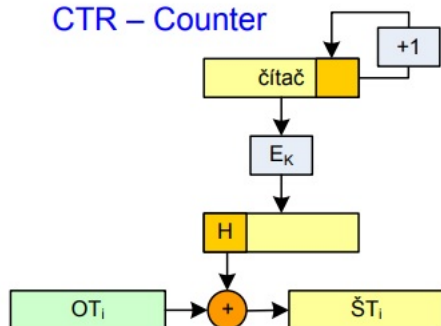 CTR – Counter
+1
čítač
E_K
H
OT_i
+
ŠT_i